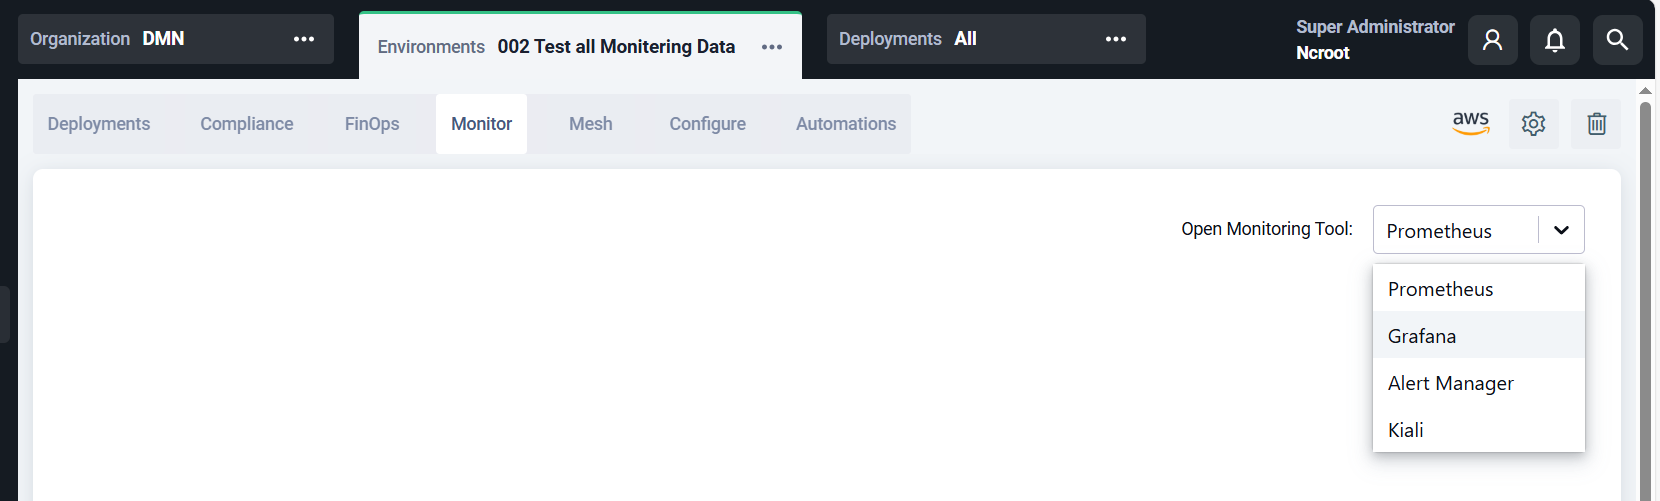 Organization DMN
Environments 002 Test all Monitering Data
Deployments All
Super Administrator
Ncroot
Deployments Compliance FinOps Monitor Mesh Configure Automations
aws
Open Monitoring Tool: Prometheus
Prometheus
Grafana
Alert Manager
Kiali